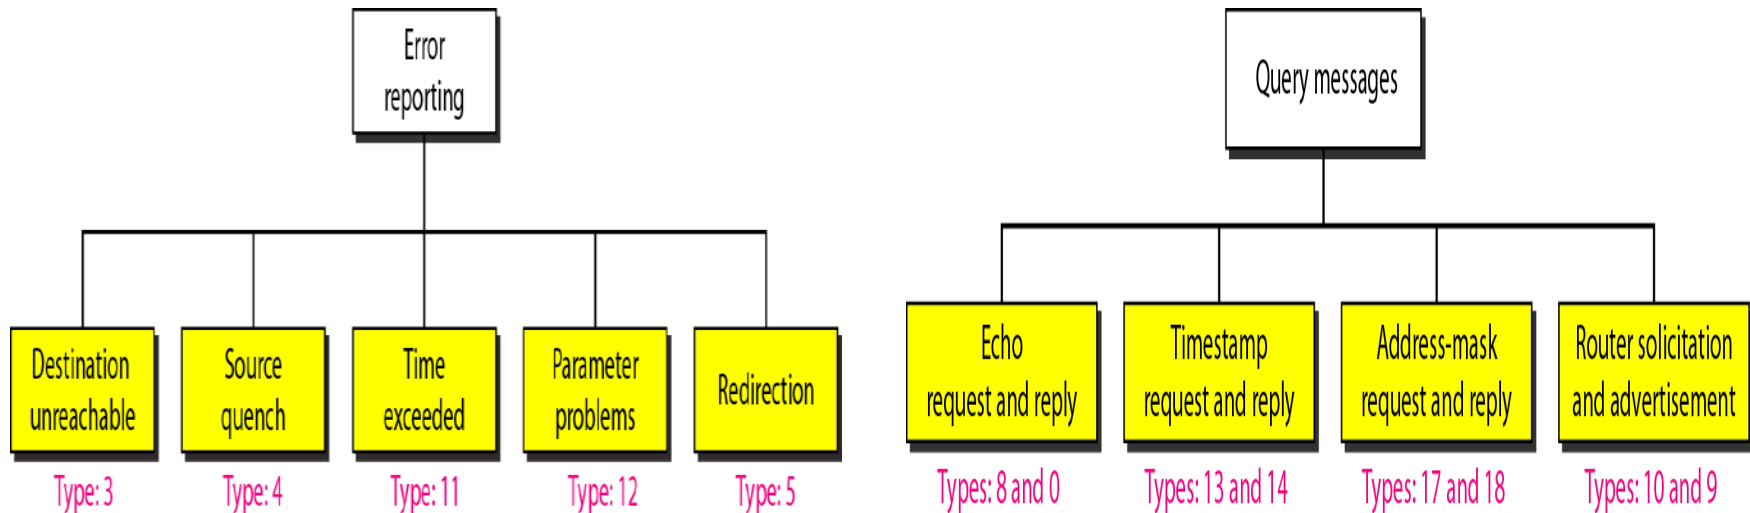 Error
reporting
Destination
unreachable
Type: 3
Source
quench
Type: 4
Time
exceeded
Type: 11
Parameter
problems
Type: 12
Redirection
Type: 5
Query messages
Echo
request and reply
Types: 8 and 0
Timestamp
request and reply
Types: 13 and 14
Address-mask
request and reply
Types: 17 and 18
Router solicitation
and advertisement
Types: 10 and 9